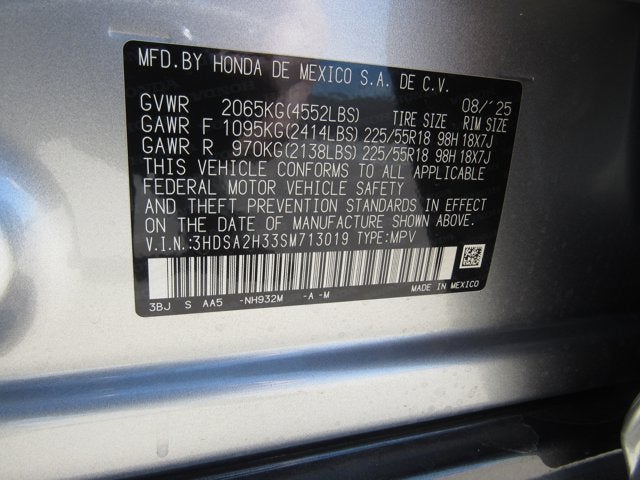 MFD.BY HONDA DE MEXICO S.A. DE C.V.
08/'25
GVWR 2065KG(4552LBS) TIRE SIZE RIM SIZE
GAWR F 1095KG(2414LBS) 225/55R18 98H 18X7J
GAWR R 970KG(2138LBS) 225/55R18 98H 18X7J
THIS VEHICLE CONFORMS TO ALL APPLICABLE
FEDERAL MOTOR VEHICLE SAFETY
AND THEFT PREVENTION STANDARDS IN EFFECT
ON THE DATE OF MANUFACTURE SHOWN ABOVE.
V.I.N.:3HDSA2H33SM713019 TYPE:MPV
3BJ S AA5 -NH932M -A -M
MADE IN MEXICO